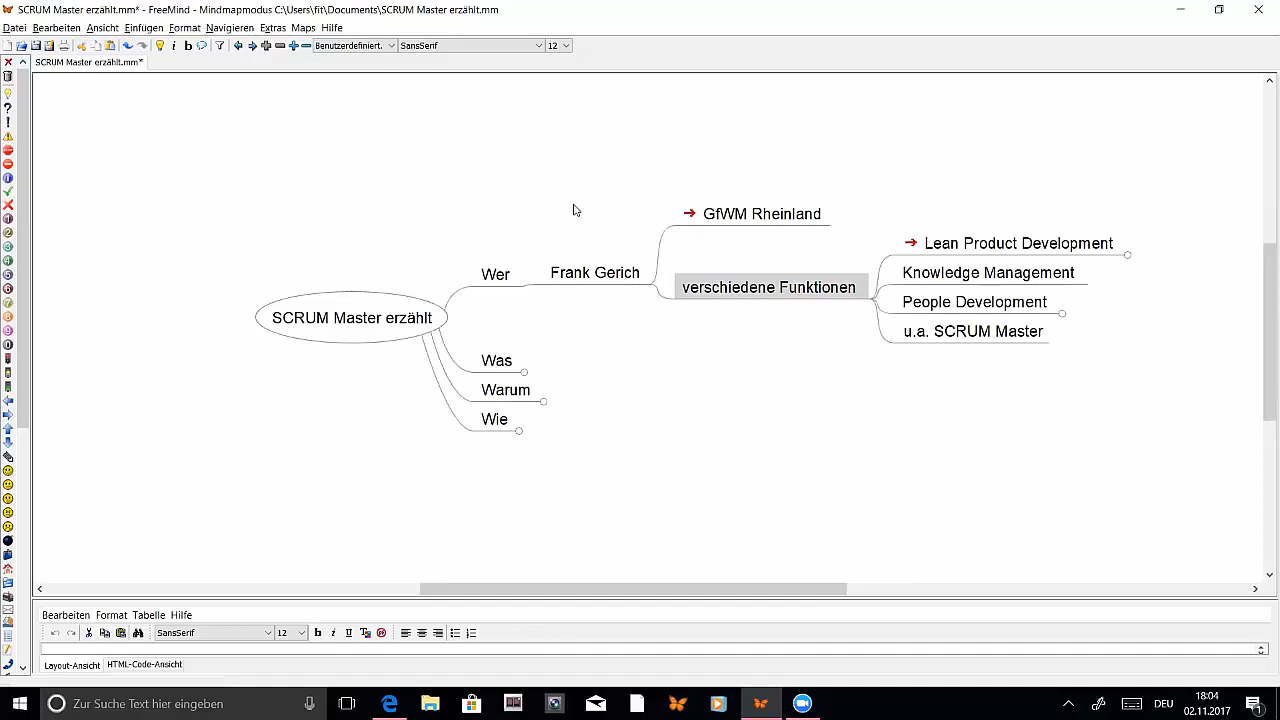 SCRUM Master erzählt.mm* - FreeMind - Mindmapmodus C:\Users\fit\Documents\SCRUM Master erzählt.mm
Datei Bearbeiten Ansicht Einfügen Format Navigieren Extras Maps Hilfe
Benutzerdefiniert. SansSerif 12
SCRUM Master erzählt.mm*
GfWM Rheinland
Lean Product Development
Wer
Frank Gerich
Knowledge Management
verschiedene Funktionen
People Development
SCRUM Master erzählt
u.a. SCRUM Master
Was
Warum
Wie
Bearbeiten Format Tabelle Hilfe
SansSerif 12
Layout-Ansicht HTML-Code-Ansicht
Zur Suche Text hier eingeben
DEU
18:04
02.11.2017